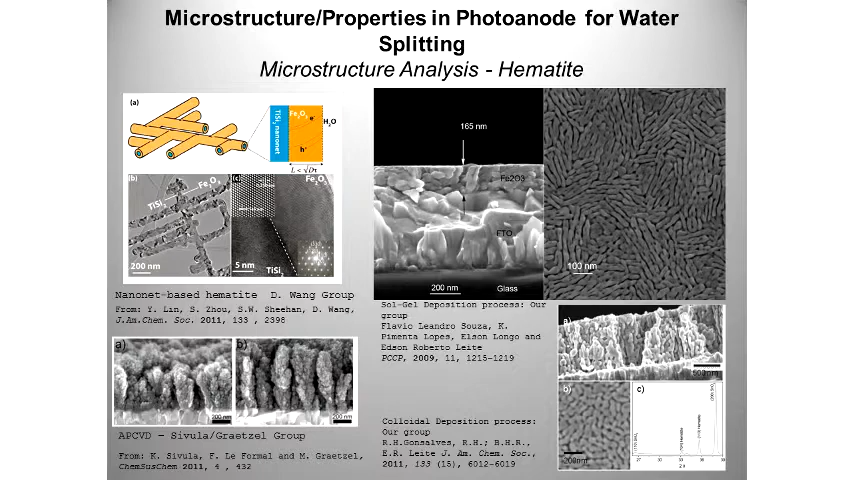 Microstructure/Properties in Photoanode for Water
Splitting
Microstructure Analysis - Hematite
(a)
TiSi2 nanonet
Fe2O3
e-
H2O
h+
L < √Dτ
(b)
TiSi2
Fe2O3
200 nm
(c)
Fe2O3
5 nm
TiSi2
Nanonet-based hematite D. Wang Group
From: Y. Lin, S. Zhou, S.W. Sheehan, D. Wang,
J.Am.Chem. Soc. 2011, 133 , 2398
a)
200 nm
b)
500 nm
APCVD – Sivula/Graetzel Group
From: K. Sivula, F. Le Formal and M. Graetzel,
ChemSusChem 2011, 4 , 432
165 nm
Fe2O3
FTO
200 nm
Glass
100 nm
Sol-Gel Deposition process: Our
group
Flavio Leandro Souza, K.
Pimenta Lopes, Elson Longo and
Edson Roberto Leite
PCCP, 2009, 11, 1215-1219
Colloidal Deposition process:
Our group
R.H.Gonsalves, R.H.; B.H.R.,
E.R. Leite J. Am. Chem. Soc.,
2011, 133 (15), 6012-6019
a)
500nm
b)
200nm
c)